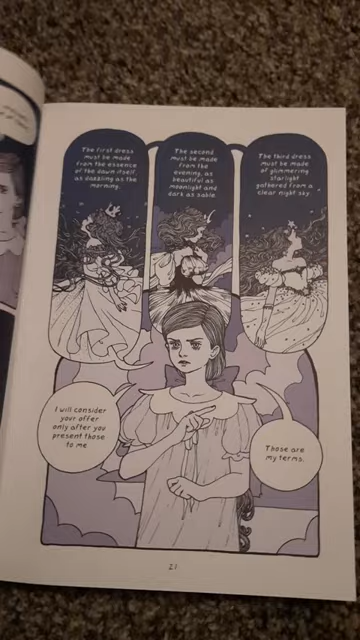 The first dress
must be made
from the essence
of the dawn itself,
as dazzling as the
morning.
The second
must be made
from the
evening, as
beautiful as
moonlight and
dark as sable.
The third dress
must be made
of glimmering
starlight
gathered from a
clear night sky.
I will consider
your offer
only after you
present those
to me
Those are
my terms.
21